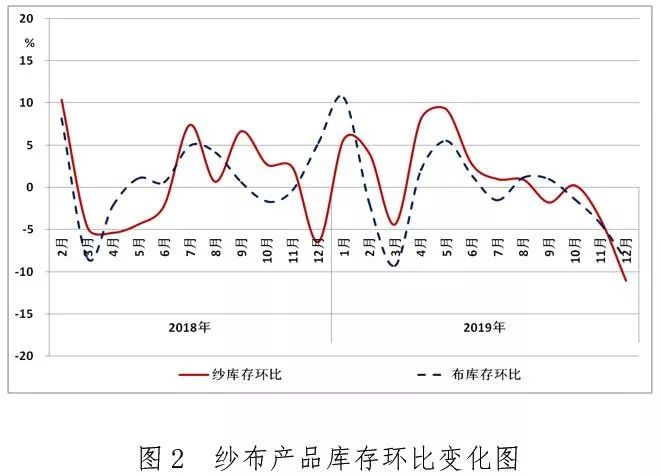 20
%
15
10
5
0
-5
-10
-15
-20
2月 3月 4月 5月 6月 7月 8月 9月 10月 11月 12月 1月 2月 3月 4月 5月 6月 7月 8月 9月 10月 11月 12月
2018年 2019年
纱库存环比 布库存环比
图 2 纱布产品库存环比变化图